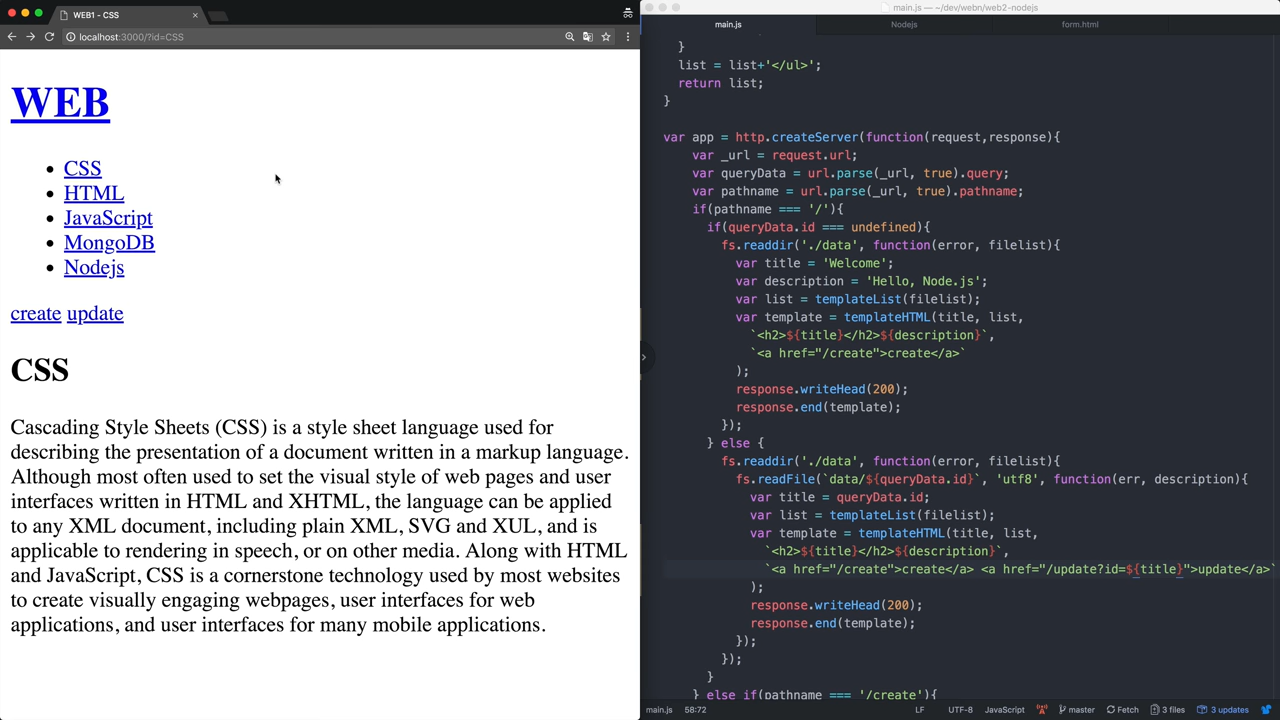 WEB1 - CSS
localhost:3000/?id=CSS
WEB
CSS
HTML
JavaScript
MongoDB
Nodejs
create update
CSS
Cascading Style Sheets (CSS) is a style sheet language used for
describing the presentation of a document written in a markup language.
Although most often used to set the visual style of web pages and user
interfaces written in HTML and XHTML, the language can be applied
to any XML document, including plain XML, SVG and XUL, and is
applicable to rendering in speech, or on other media. Along with HTML
and JavaScript, CSS is a cornerstone technology used by most websites
to create visually engaging webpages, user interfaces for web
applications, and user interfaces for many mobile applications.
main.js — ~/dev/webn/web2-nodejs
main.js Nodejs form.html
}
list = list+'</ul>';
return list;
}
var app = http.createServer(function(request,response){
var _url = request.url;
var queryData = url.parse(_url, true).query;
var pathname = url.parse(_url, true).pathname;
if(pathname === '/'){
if(queryData.id === undefined){
fs.readdir('./data', function(error, filelist){
var title = 'Welcome';
var description = 'Hello, Node.js';
var list = templateList(filelist);
var template = templateHTML(title, list,
`<h2>${title}</h2>${description}`,
`<a href="/create">create</a>`
);
response.writeHead(200);
response.end(template);
});
} else {
fs.readdir('./data', function(error, filelist){
fs.readFile(`data/${queryData.id}`, 'utf8', function(err, description){
var title = queryData.id;
var list = templateList(filelist);
var template = templateHTML(title, list,
`<h2>${title}</h2>${description}`,
`<a href="/create">create</a> <a href="/update?id=${title}">update</a>`
);
response.writeHead(200);
response.end(template);
});
});
}
} else if(pathname === '/create'){
main.js 58:72 LF UTF-8 JavaScript master Fetch 3 files 3 updates